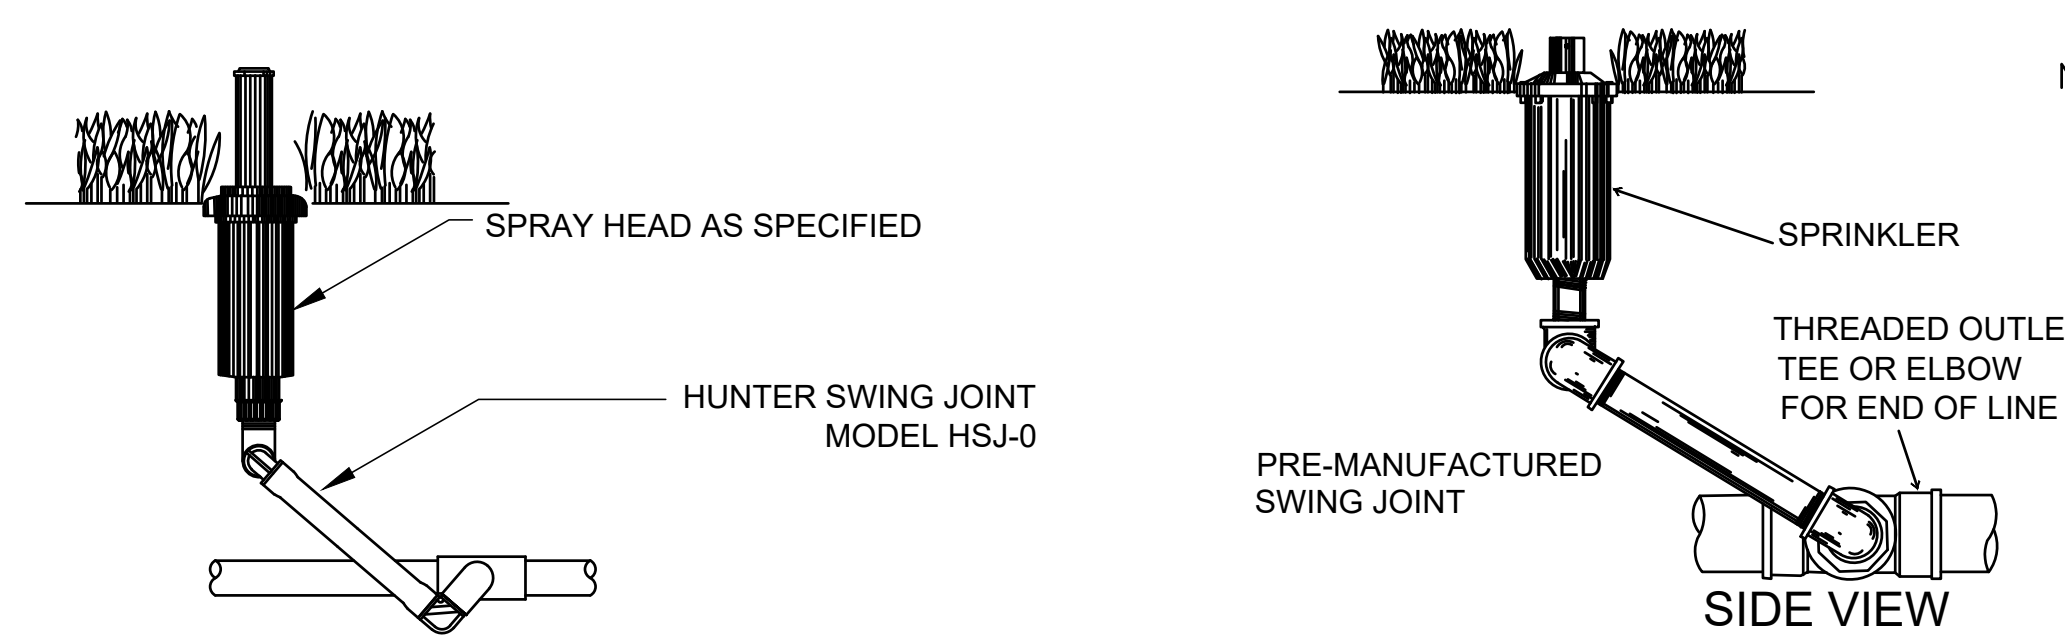 SPRAY HEAD AS SPECIFIED
HUNTER SWING JOINT
MODEL HSJ-0
SPRINKLER
THREADED OUTLE
TEE OR ELBOW
FOR END OF LINE
PRE-MANUFACTURED
SWING JOINT
SIDE VIEW